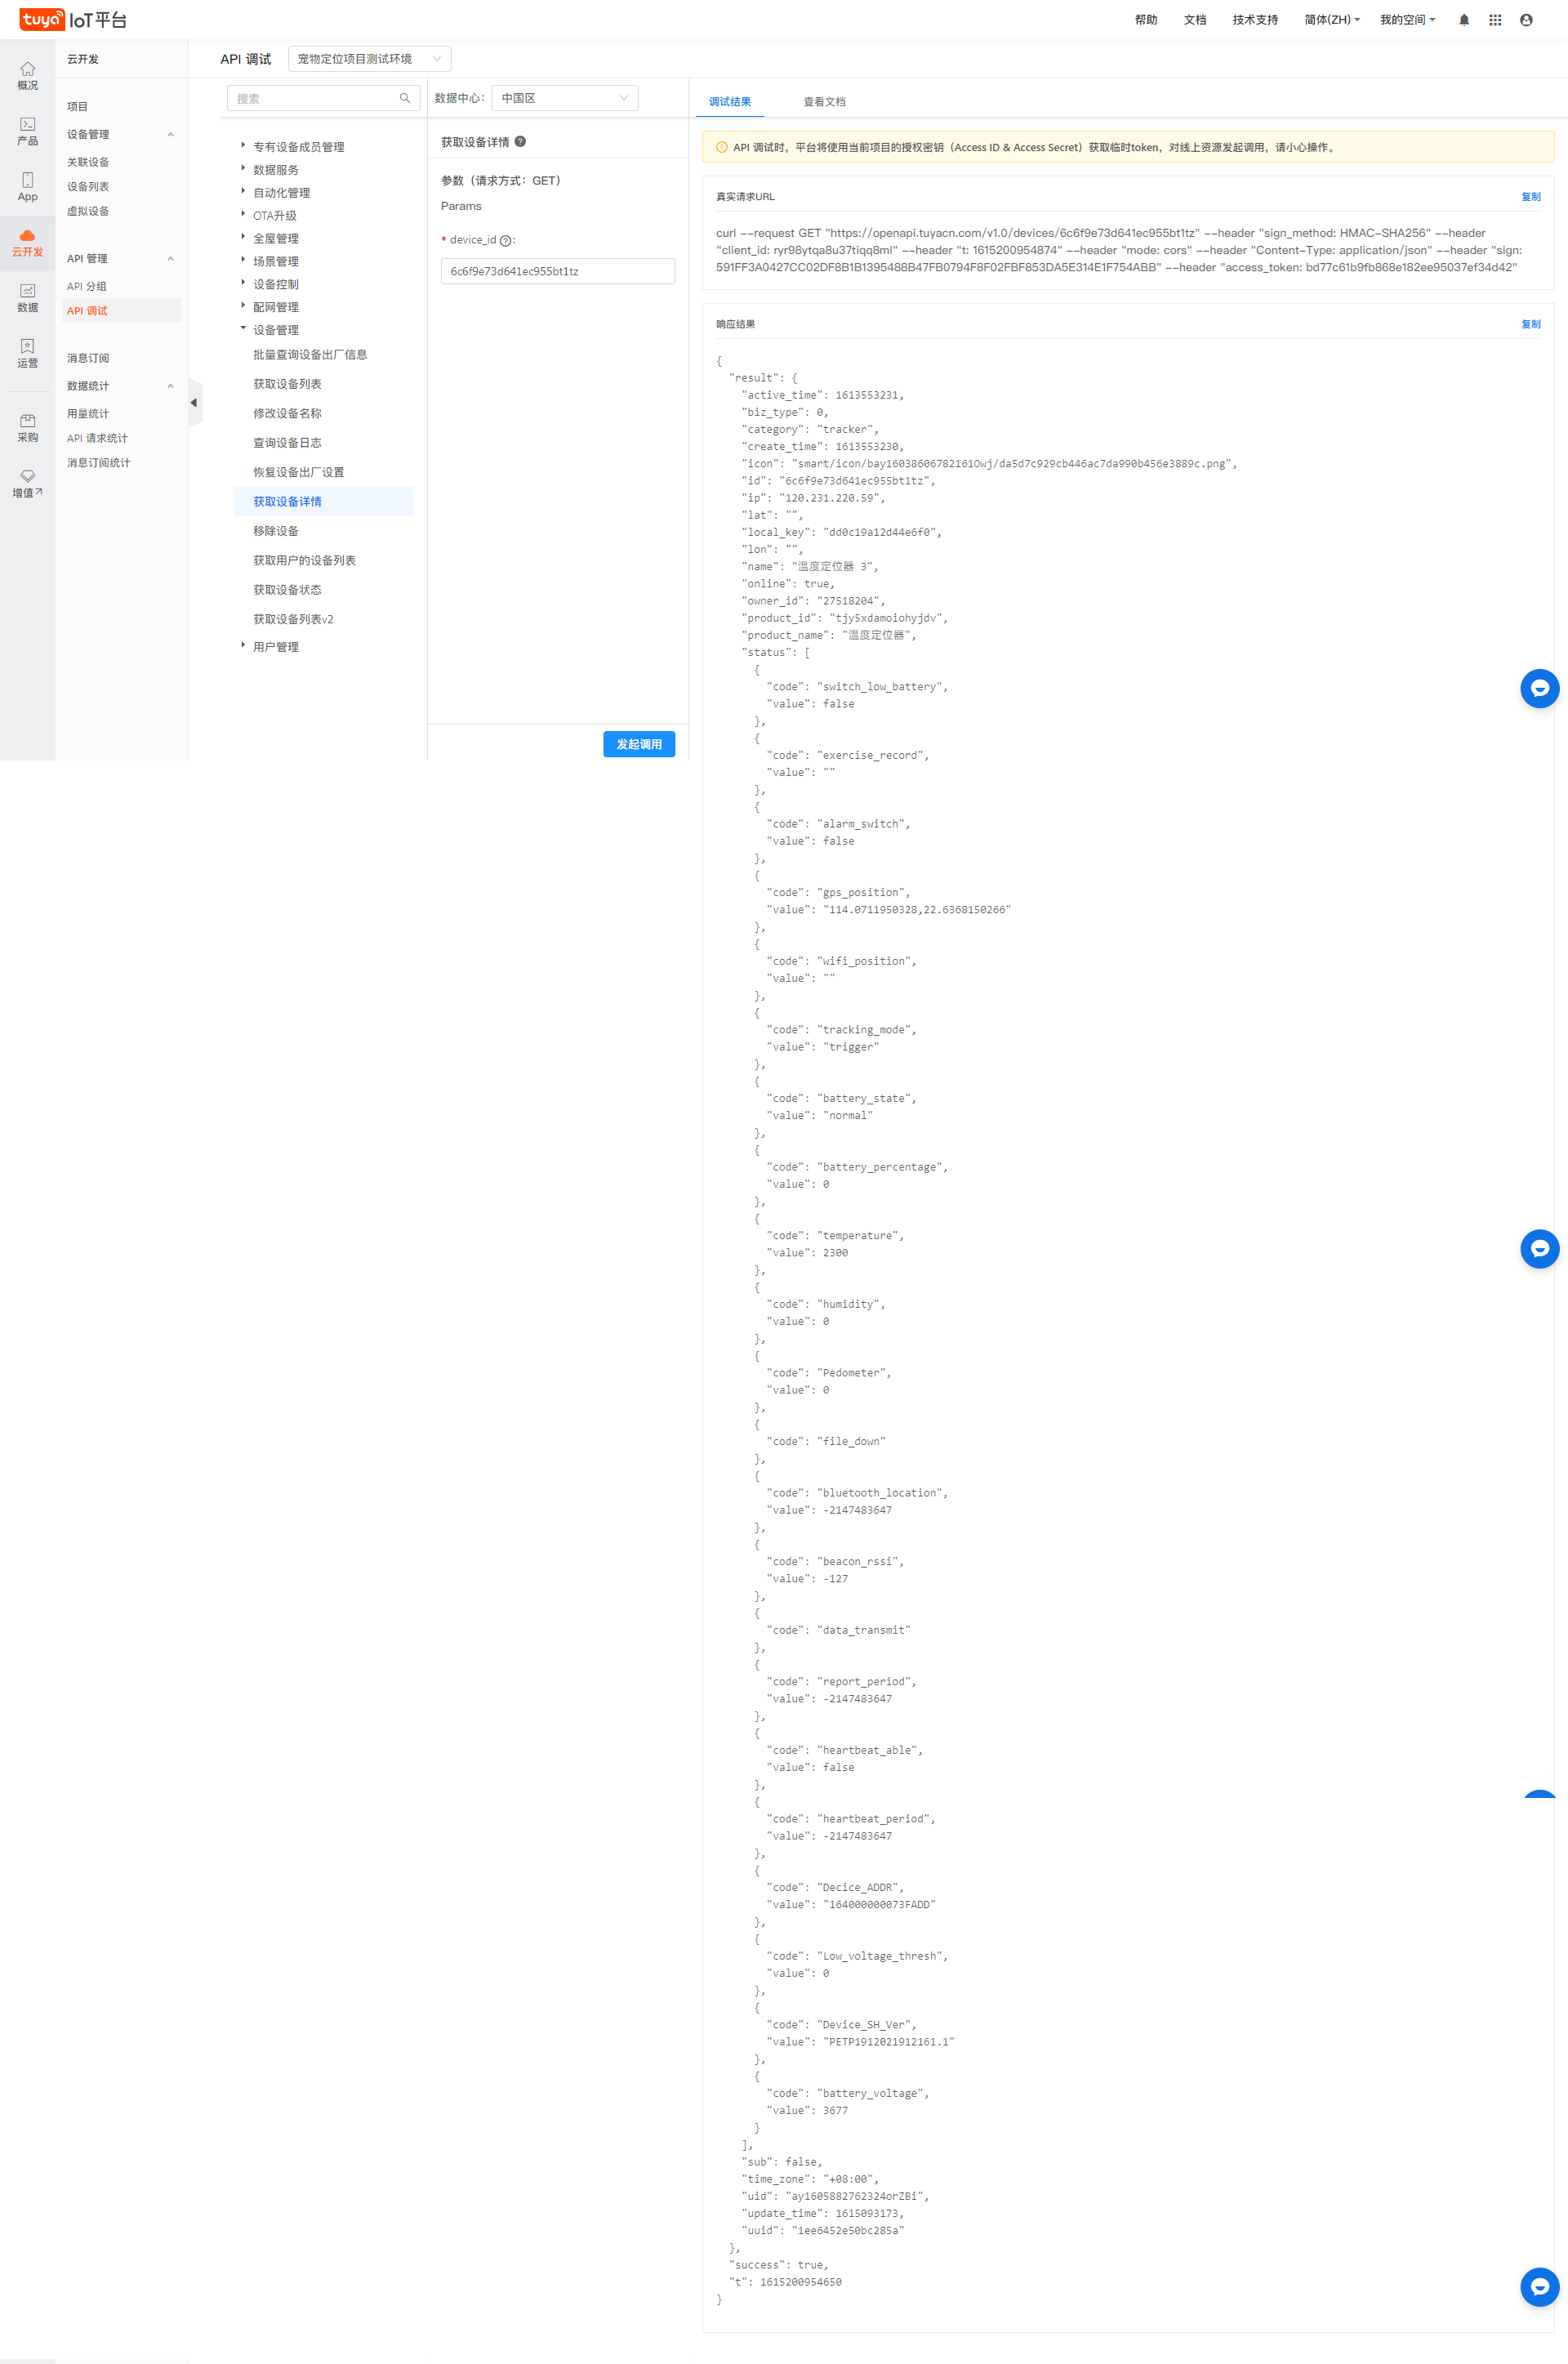 tuya IoT平台
帮助 文档 技术支持 简体(ZH) 我的空间
概况
产品
App
云开发
数据
运营
采购
增值
云开发
项目
设备管理
关联设备
设备列表
虚拟设备
API 管理
API 分组
API 调试
消息订阅
数据统计
用量统计
API 请求统计
消息订阅统计
API 调试 宠物定位项目测试环境
搜索
专有设备成员管理
数据服务
自动化管理
OTA升级
全屋管理
场景管理
设备控制
配网管理
设备管理
批量查询设备出厂信息
获取设备列表
修改设备名称
查询设备日志
恢复设备出厂设置
获取设备详情
移除设备
获取用户的设备列表
获取设备状态
获取设备列表v2
用户管理
数据中心: 中国区
获取设备详情
参数（请求方式：GET）
Params
* device_id :
6c6f9e73d641ec955bt1tz
发起调用
调试结果 查看文档
API 调试时，平台将使用当前项目的授权密钥（Access ID & Access Secret）获取临时token，对线上资源发起调用，请小心操作。
真实请求URL 复制
curl --request GET "https://openapi.tuyacn.com/v1.0/devices/6c6f9e73d641ec955bt1tz" --header "sign_method: HMAC-SHA256" --header
"client_id: ryr98ytqa8u37tiqq8ml" --header "t: 1615200954874" --header "mode: cors" --header "Content-Type: application/json" --header "sign:
591FF3A0427CC02DF8B1B1395488B47FB0794F8F02FBF853DA5E314E1F754ABB" --header "access_token: bd77c61b9fb868e182ee95037ef34d42"
响应结果 复制
{
"result": {
"active_time": 1613553231,
"biz_type": 0,
"category": "tracker",
"create_time": 1613553230,
"icon": "smart/icon/bay16038606782161Owj/da5d7c929cb446ac7da990b456e3889c.png",
"id": "6c6f9e73d641ec955bt1tz",
"ip": "120.231.220.59",
"lat": "",
"local_key": "dd0c19a12d44e6f0",
"lon": "",
"name": "温度定位器 3",
"online": true,
"owner_id": "27518204",
"product_id": "tjy5xdamoiohyjdv",
"product_name": "温度定位器",
"status": [
{
"code": "switch_low_battery",
"value": false
},
{
"code": "exercise_record",
"value": ""
},
{
"code": "alarm_switch",
"value": false
},
{
"code": "gps_position",
"value": "114.0711950328,22.6368150266"
},
{
"code": "wifi_position",
"value": ""
},
{
"code": "tracking_mode",
"value": "trigger"
},
{
"code": "battery_state",
"value": "normal"
},
{
"code": "battery_percentage",
"value": 0
},
{
"code": "temperature",
"value": 2300
},
{
"code": "humidity",
"value": 0
},
{
"code": "Pedometer",
"value": 0
},
{
"code": "file_down"
},
{
"code": "bluetooth_location",
"value": -2147483647
},
{
"code": "beacon_rssi",
"value": -127
},
{
"code": "data_transmit"
},
{
"code": "report_period",
"value": -2147483647
},
{
"code": "heartbeat_able",
"value": false
},
{
"code": "heartbeat_period",
"value": -2147483647
},
{
"code": "Decice_ADDR",
"value": "164000000073FADD"
},
{
"code": "Low_voltage_thresh",
"value": 0
},
{
"code": "Device_SH_Ver",
"value": "PETP1912021912161.1"
},
{
"code": "battery_voltage",
"value": 3677
}
],
"sub": false,
"time_zone": "+08:00",
"uid": "ay1605882762324orZBi",
"update_time": 1615093173,
"uuid": "1ee6452e50bc285a"
},
"success": true,
"t": 1615200954650
}